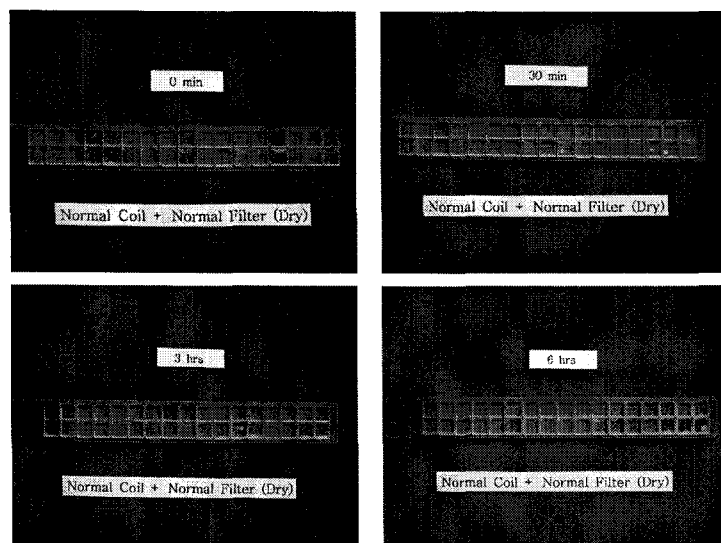 0 min
Normal Coil + Normal Filter (Dry)
30 min
Normal Coil + Normal Filter (Dry)
3 hrs
Normal Coil + Normal Filter (Dry)
6 hrs
Normal Coil + Normal Filter (Dry)